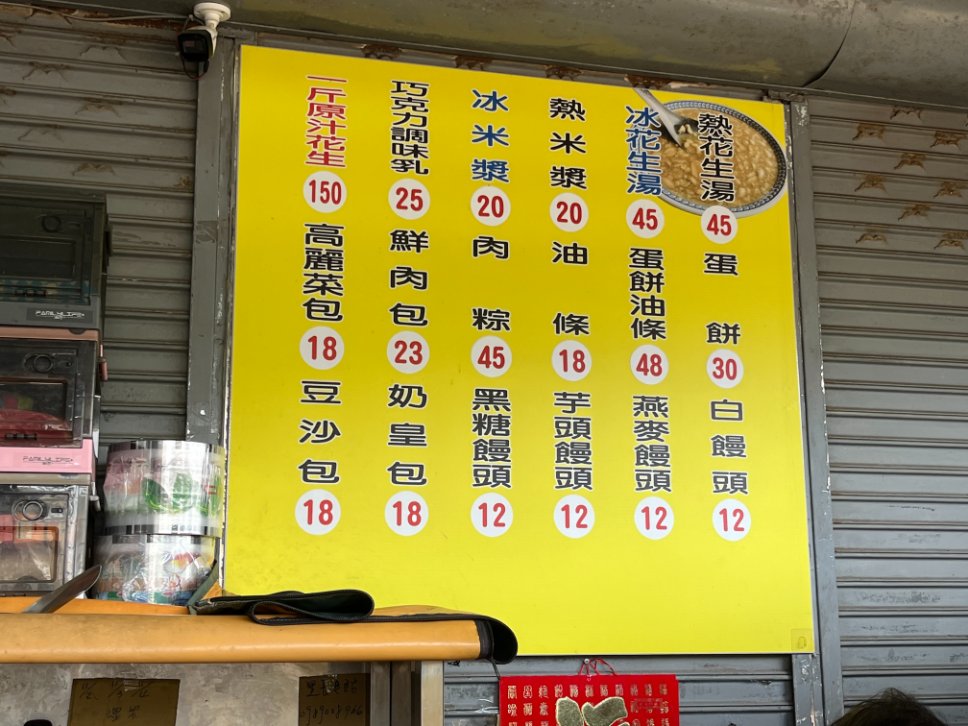 熱花生湯
45
冰花生湯
45
熱米漿
20
冰米漿
20
巧克力調味乳
25
一斤原汁花生
150
蛋餅
30
蛋餅油條
48
油條
18
肉粽
45
鮮肉包
23
高麗菜包
18
白饅頭
12
燕麥饅頭
12
芋頭饅頭
12
黑糖饅頭
12
奶皇包
18
豆沙包
18